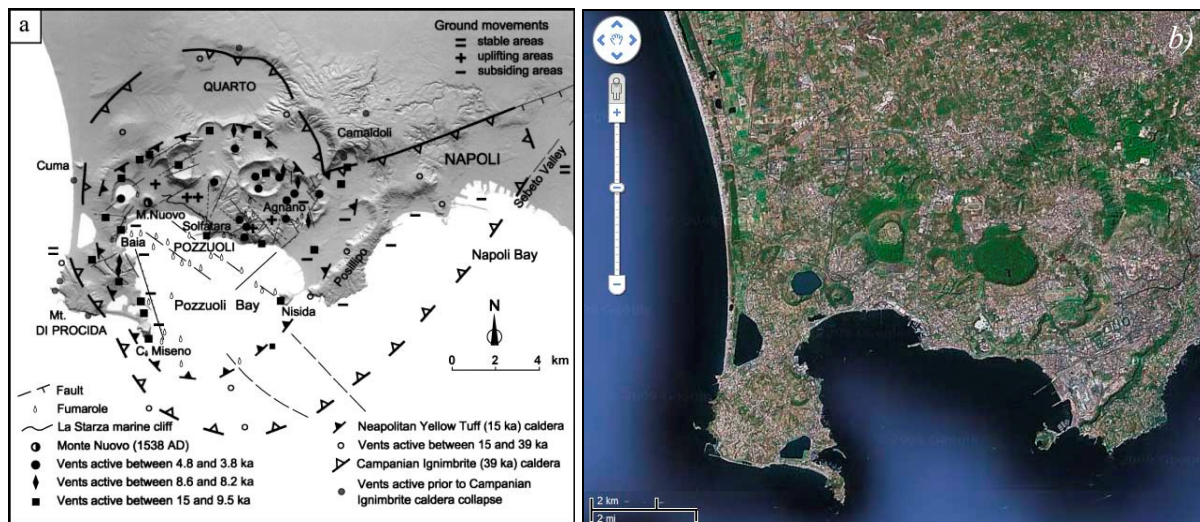 a
Ground movements
= stable areas
+ uplifting areas
- subsiding areas
QUARTO
Camaldoli
NAPOLI
Cuma
Sebeto Valley
M.Nuovo
Agnano
Solfatara
Baia
POZZUOLI
Posillipo
Napoli Bay
Pozzuoli Bay
Nisida
N
Mt.
DI PROCIDA
C. Miseno
0 2 4
km
Fault
Fumarole
La Starza marine cliff
Monte Nuovo (1538 AD)
Vents active between 4.8 and 3.8 ka
Vents active between 8.6 and 8.2 ka
Vents active between 15 and 9.5 ka
Neapolitan Yellow Tuff (15 ka) caldera
Vents active between 15 and 39 ka
Campanian Ignimbrite (39 ka) caldera
Vents active prior to Campanian
Ignimbrite caldera collapse
b)
2 km
2 mi